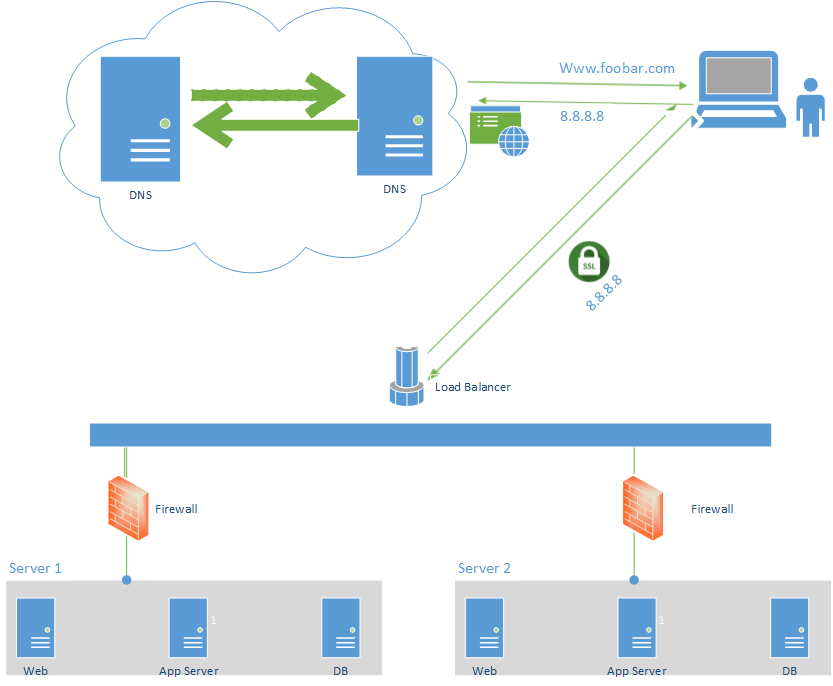 Www.foobar.com
8.8.8.8
DNS
DNS
SSL
8.8.8.8
Load Balancer
Firewall
Firewall
Server 1
Server 2
1
1
Web
App Server
DB
Web
App Server
DB